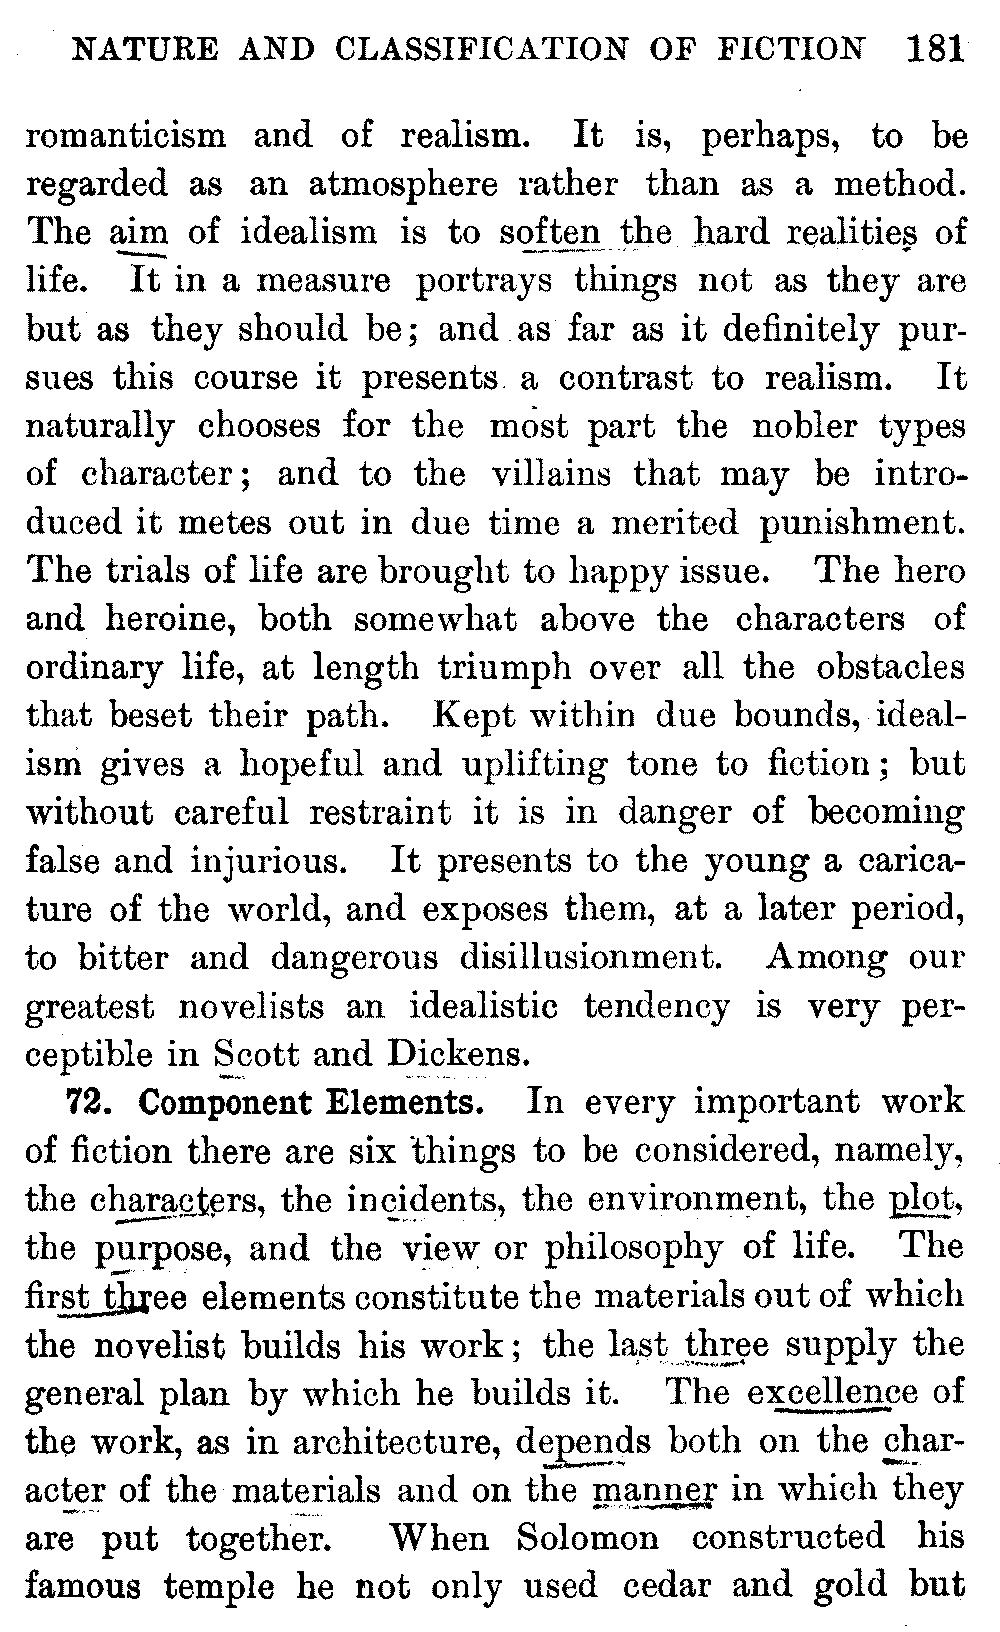 NATURE AND CLASSIFICATION OF FICTION 181
romanticism and of realism. It is, perhaps, to be
regarded as an atmosphere rather than as a method.
The aim of idealism is to soften the hard realities of
life. It in a measure portrays things not as they are
but as they should be; and as far as it definitely pur-
sues this course it presents a contrast to realism. It
naturally chooses for the most part the nobler types
of character; and to the villains that may be intro-
duced it metes out in due time a merited punishment.
The trials of life are brought to happy issue. The hero
and heroine, both somewhat above the characters of
ordinary life, at length triumph over all the obstacles
that beset their path. Kept within due bounds, ideal-
ism gives a hopeful and uplifting tone to fiction; but
without careful restraint it is in danger of becoming
false and injurious. It presents to the young a carica-
ture of the world, and exposes them, at a later period,
to bitter and dangerous disillusionment. Among our
greatest novelists an idealistic tendency is very per-
ceptible in Scott and Dickens.
72. Component Elements. In every important work
of fiction there are six things to be considered, namely,
the characters, the incidents, the environment, the plot,
the purpose, and the view or philosophy of life. The
first three elements constitute the materials out of which
the novelist builds his work; the last three supply the
general plan by which he builds it. The excellence of
the work, as in architecture, depends both on the char-
acter of the materials and on the manner in which they
are put together. When Solomon constructed his
famous temple he not only used cedar and gold but